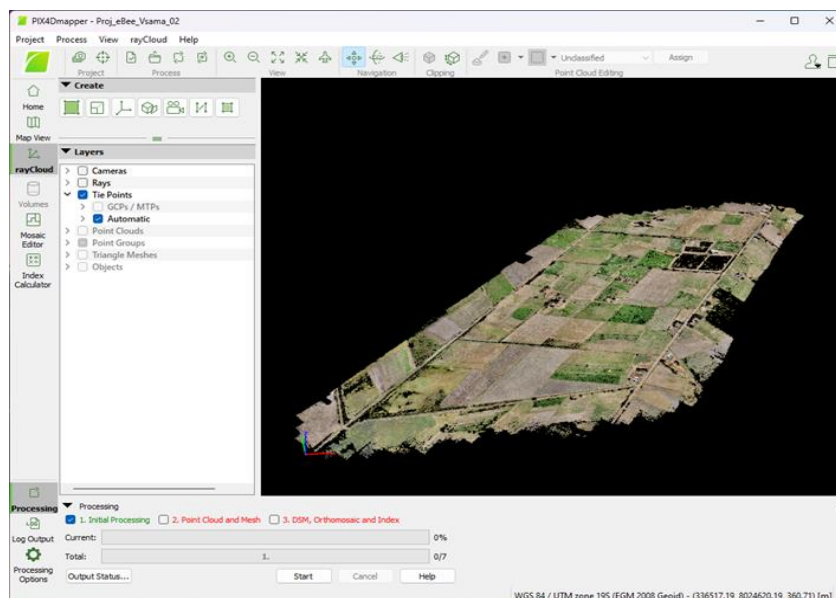 PIX4Dmapper - Proj_eBee_Vsama_02
Project Process View rayCloud Help
Unclassified Assign
Project Process View Navigation Clipping Point Cloud Editing
Home
Map View
rayCloud
Volumes
Mosaic
Editor
Index
Calculator
Create
Layers
Cameras
Rays
Tie Points
GCPs / MTPs
Automatic
Point Clouds
Point Groups
Triangle Meshes
Objects
Processing
Log Output
Processing
Options
Processing
1. Initial Processing 2. Point Cloud and Mesh 3. DSM, Orthomosaic and Index
Current: 0%
Total: 1. 0/7
Output Status... Start Cancel Help
WGS 84 / UTM zone 19S (EGM 2008 Geoid) - (336517.19, 8024620.19, 360.71) [m]